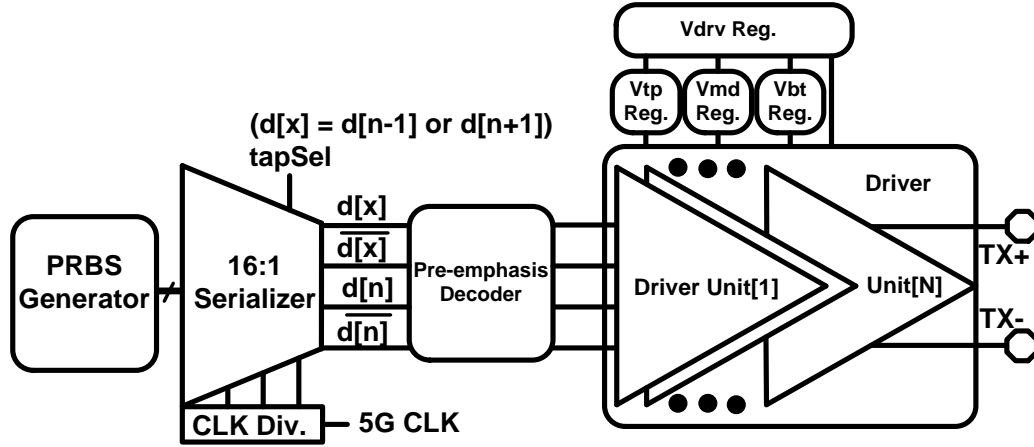 Vdrv Reg.
Vtp Reg.
Vmd Reg.
Vbt Reg.
(d[x] = d[n-1] or d[n+1])
tapSel
Driver
PRBS Generator
16:1 Serializer
d[x]
d[x]
d[n]
d[n]
Pre-emphasis Decoder
Driver Unit[1]
Unit[N]
TX+
TX-
CLK Div.
5G CLK